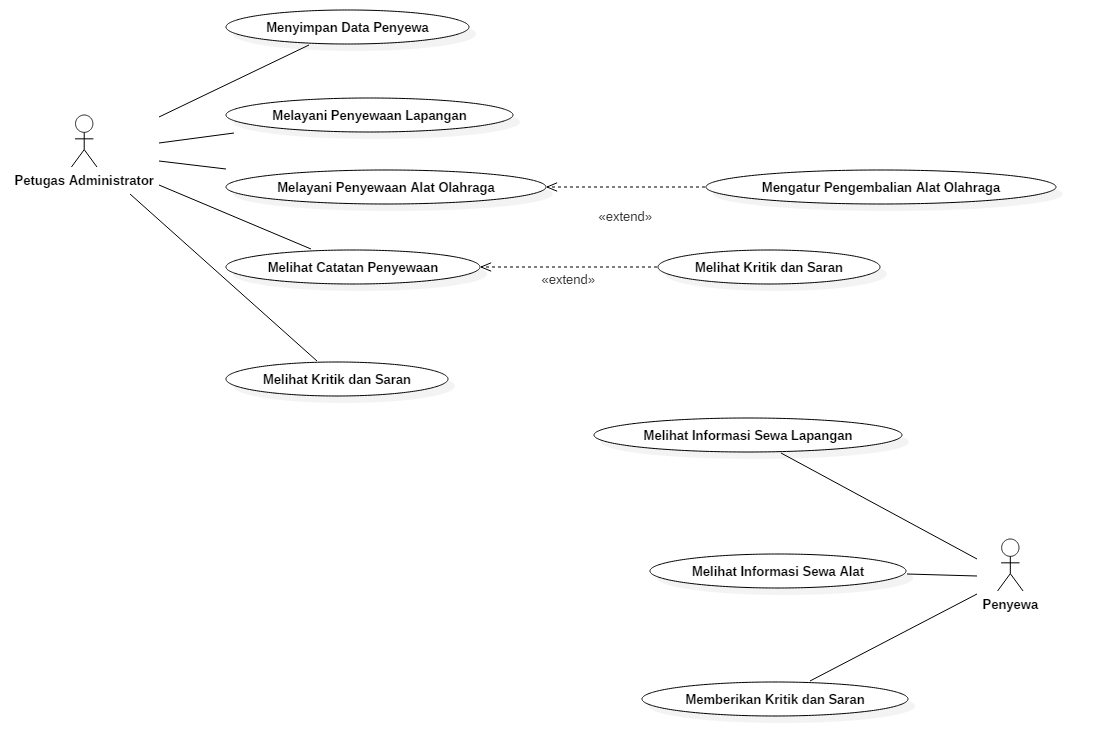 Menyimpan Data Penyewa
Melayani Penyewaan Lapangan
Petugas Administrator
Melayani Penyewaan Alat Olahraga
Mengatur Pengembalian Alat Olahraga
«extend»
Melihat Catatan Penyewaan
Melihat Kritik dan Saran
«extend»
Melihat Kritik dan Saran
Melihat Informasi Sewa Lapangan
Melihat Informasi Sewa Alat
Penyewa
Memberikan Kritik dan Saran